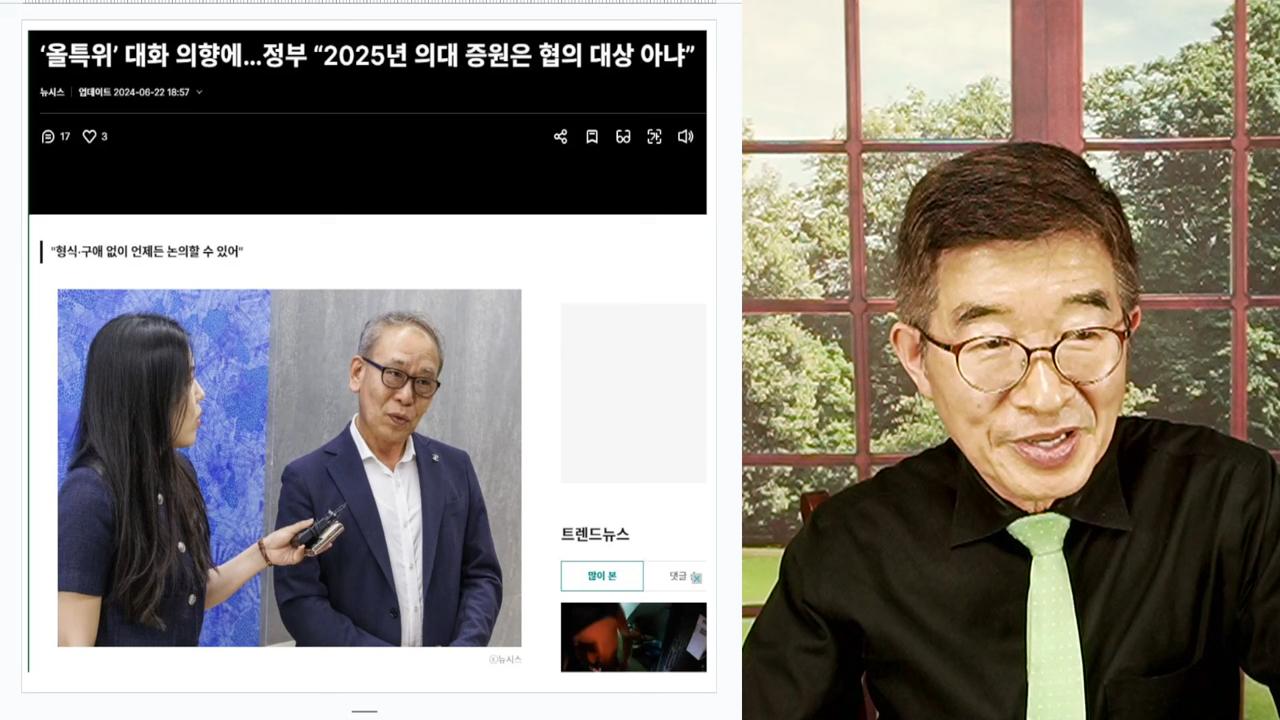 ‘올특위’ 대화 의향에…정부 “2025년 의대 증원은 협의 대상 아냐”
뉴시스 | 업데이트 2024-06-22 18:57
17 3
"형식·구애 없이 언제든 논의할 수 있어"
ⓒ뉴시스
트렌드뉴스
많이 본 댓글